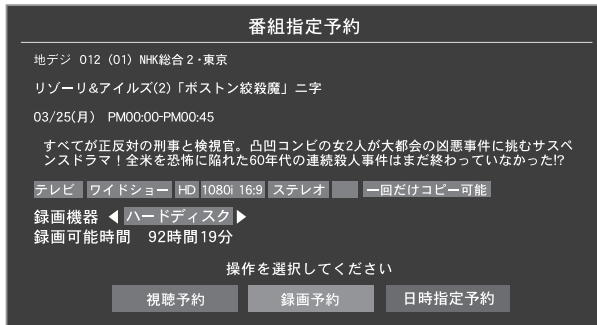 番組指定予約
地デジ 012 (01) NHK総合2・東京
リゾーリ&アイルズ(2)「ボストン絞殺魔」ニ字
03/25(月) PM00:00-PM00:45
すべてが正反対の刑事と検視官。凸凹コンビの女2人が大都会の凶悪事件に挑むサスペ
ンスドラマ！全米を恐怖に陥れた60年代の連続殺人事件はまだ終わっていなかった!?
テレビ ワイドショー HD 1080i 16:9 ステレオ 一回だけコピー可能
録画機器 ◀ ハードディスク ▶
録画可能時間 92時間19分
操作を選択してください
視聴予約 録画予約 日時指定予約